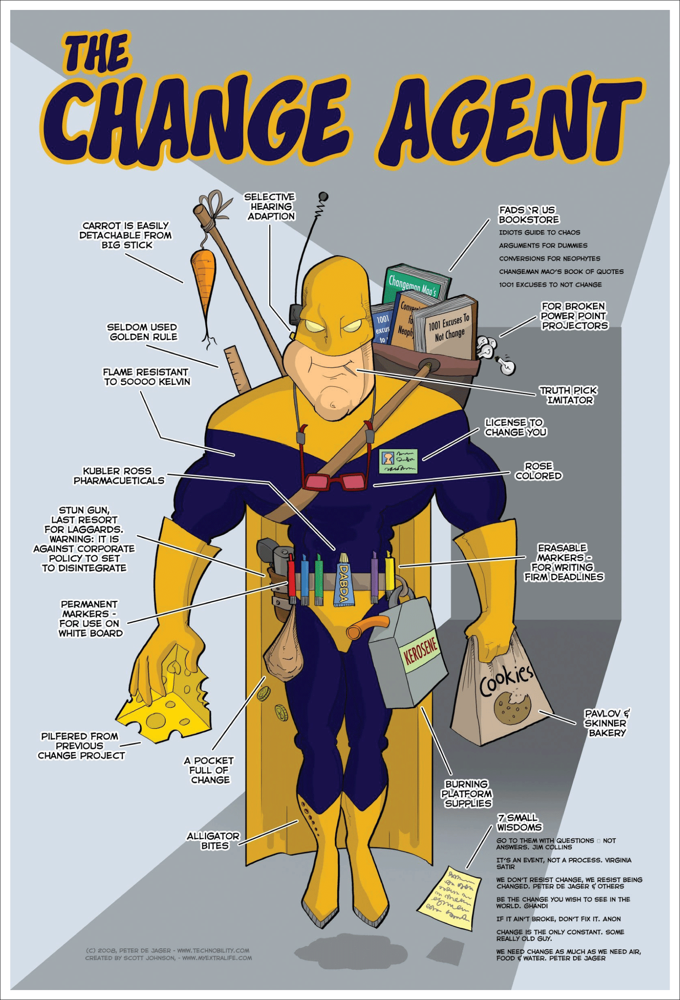 THE
CHANGE AGENT
SELECTIVE
HEARING
ADAPTION
CARROT IS EASILY
DETACHABLE FROM
BIG STICK
FADS 'R US
BOOKSTORE
IDIOTS GUIDE TO CHAOS
ARGUMENTS FOR DUMMIES
CONVERSIONS FOR NEOPHYTES
CHANGEMAN MAO'S BOOK OF QUOTES
1001 EXCUSES TO NOT CHANGE
Changeman Mao's
Convers
fo
Neoph
1001
excus
to
1001 Excuses To
Not Change
FOR BROKEN
POWER POINT
PROJECTORS
SELDOM USED
GOLDEN RULE
FLAME RESISTANT
TO 50000 KELVIN
TRUTH PICK
IMITATOR
LICENSE TO
CHANGE YOU
KUBLER ROSS
PHARMACUETICALS
ROSE
COLORED
STUN GUN,
LAST RESORT
FOR LAGGARDS.
WARNING: IT IS
AGAINST CORPORATE
POLICY TO SET
TO DISINTEGRATE
ERASABLE
MARKERS -
FOR WRITING
FIRM DEADLINES
DABDA
PERMANENT
MARKERS -
FOR USE ON
WHITE BOARD
KEROSENE
Cookies
PAVLOV &
SKINNER
BAKERY
PILFERED FROM
PREVIOUS
CHANGE PROJECT
A POCKET
FULL OF
CHANGE
BURNING
PLATFORM
SUPPLIES
ALLIGATOR
BITES
7 SMALL
WISDOMS
GO TO THEM WITH QUESTIONS □ NOT
ANSWERS. JIM COLLINS
IT'S AN EVENT, NOT A PROCESS. VIRGINIA
SATIR
WE DON'T RESIST CHANGE, WE RESIST BEING
CHANGED. PETER DE JAGER & OTHERS
BE THE CHANGE YOU WISH TO SEE IN THE
WORLD. GHANDI
IF IT AIN'T BROKE, DON'T FIX IT. ANON
CHANGE IS THE ONLY CONSTANT. SOME
REALLY OLD GUY.
WE NEED CHANGE AS MUCH AS WE NEED AIR,
FOOD & WATER. PETER DE JAGER
(C) 2008, PETER DE JAGER - WWW.TECHNOBILITY.COM
CREATED BY SCOTT JOHNSON, - WWW.MYEXTRALIFE.COM